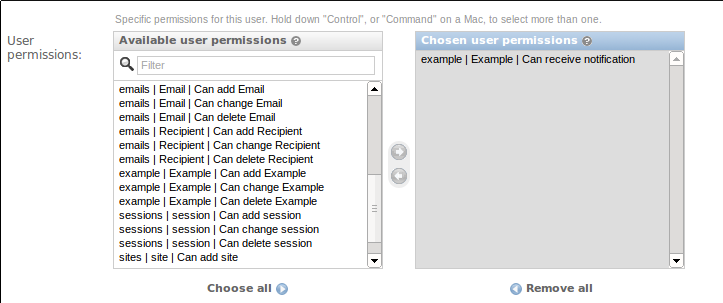 Specific permissions for this user. Hold down "Control", or "Command" on a Mac, to select more than one.
User permissions:
Available user permissions
Filter
emails | Email | Can add Email
emails | Email | Can change Email
emails | Email | Can delete Email
emails | Recipient | Can add Recipient
emails | Recipient | Can change Recipient
emails | Recipient | Can delete Recipient
example | Example | Can add Example
example | Example | Can change Example
example | Example | Can delete Example
sessions | session | Can add session
sessions | session | Can change session
sessions | session | Can delete session
sites | site | Can add site
Choose all
Chosen user permissions
example | Example | Can receive notification
Remove all